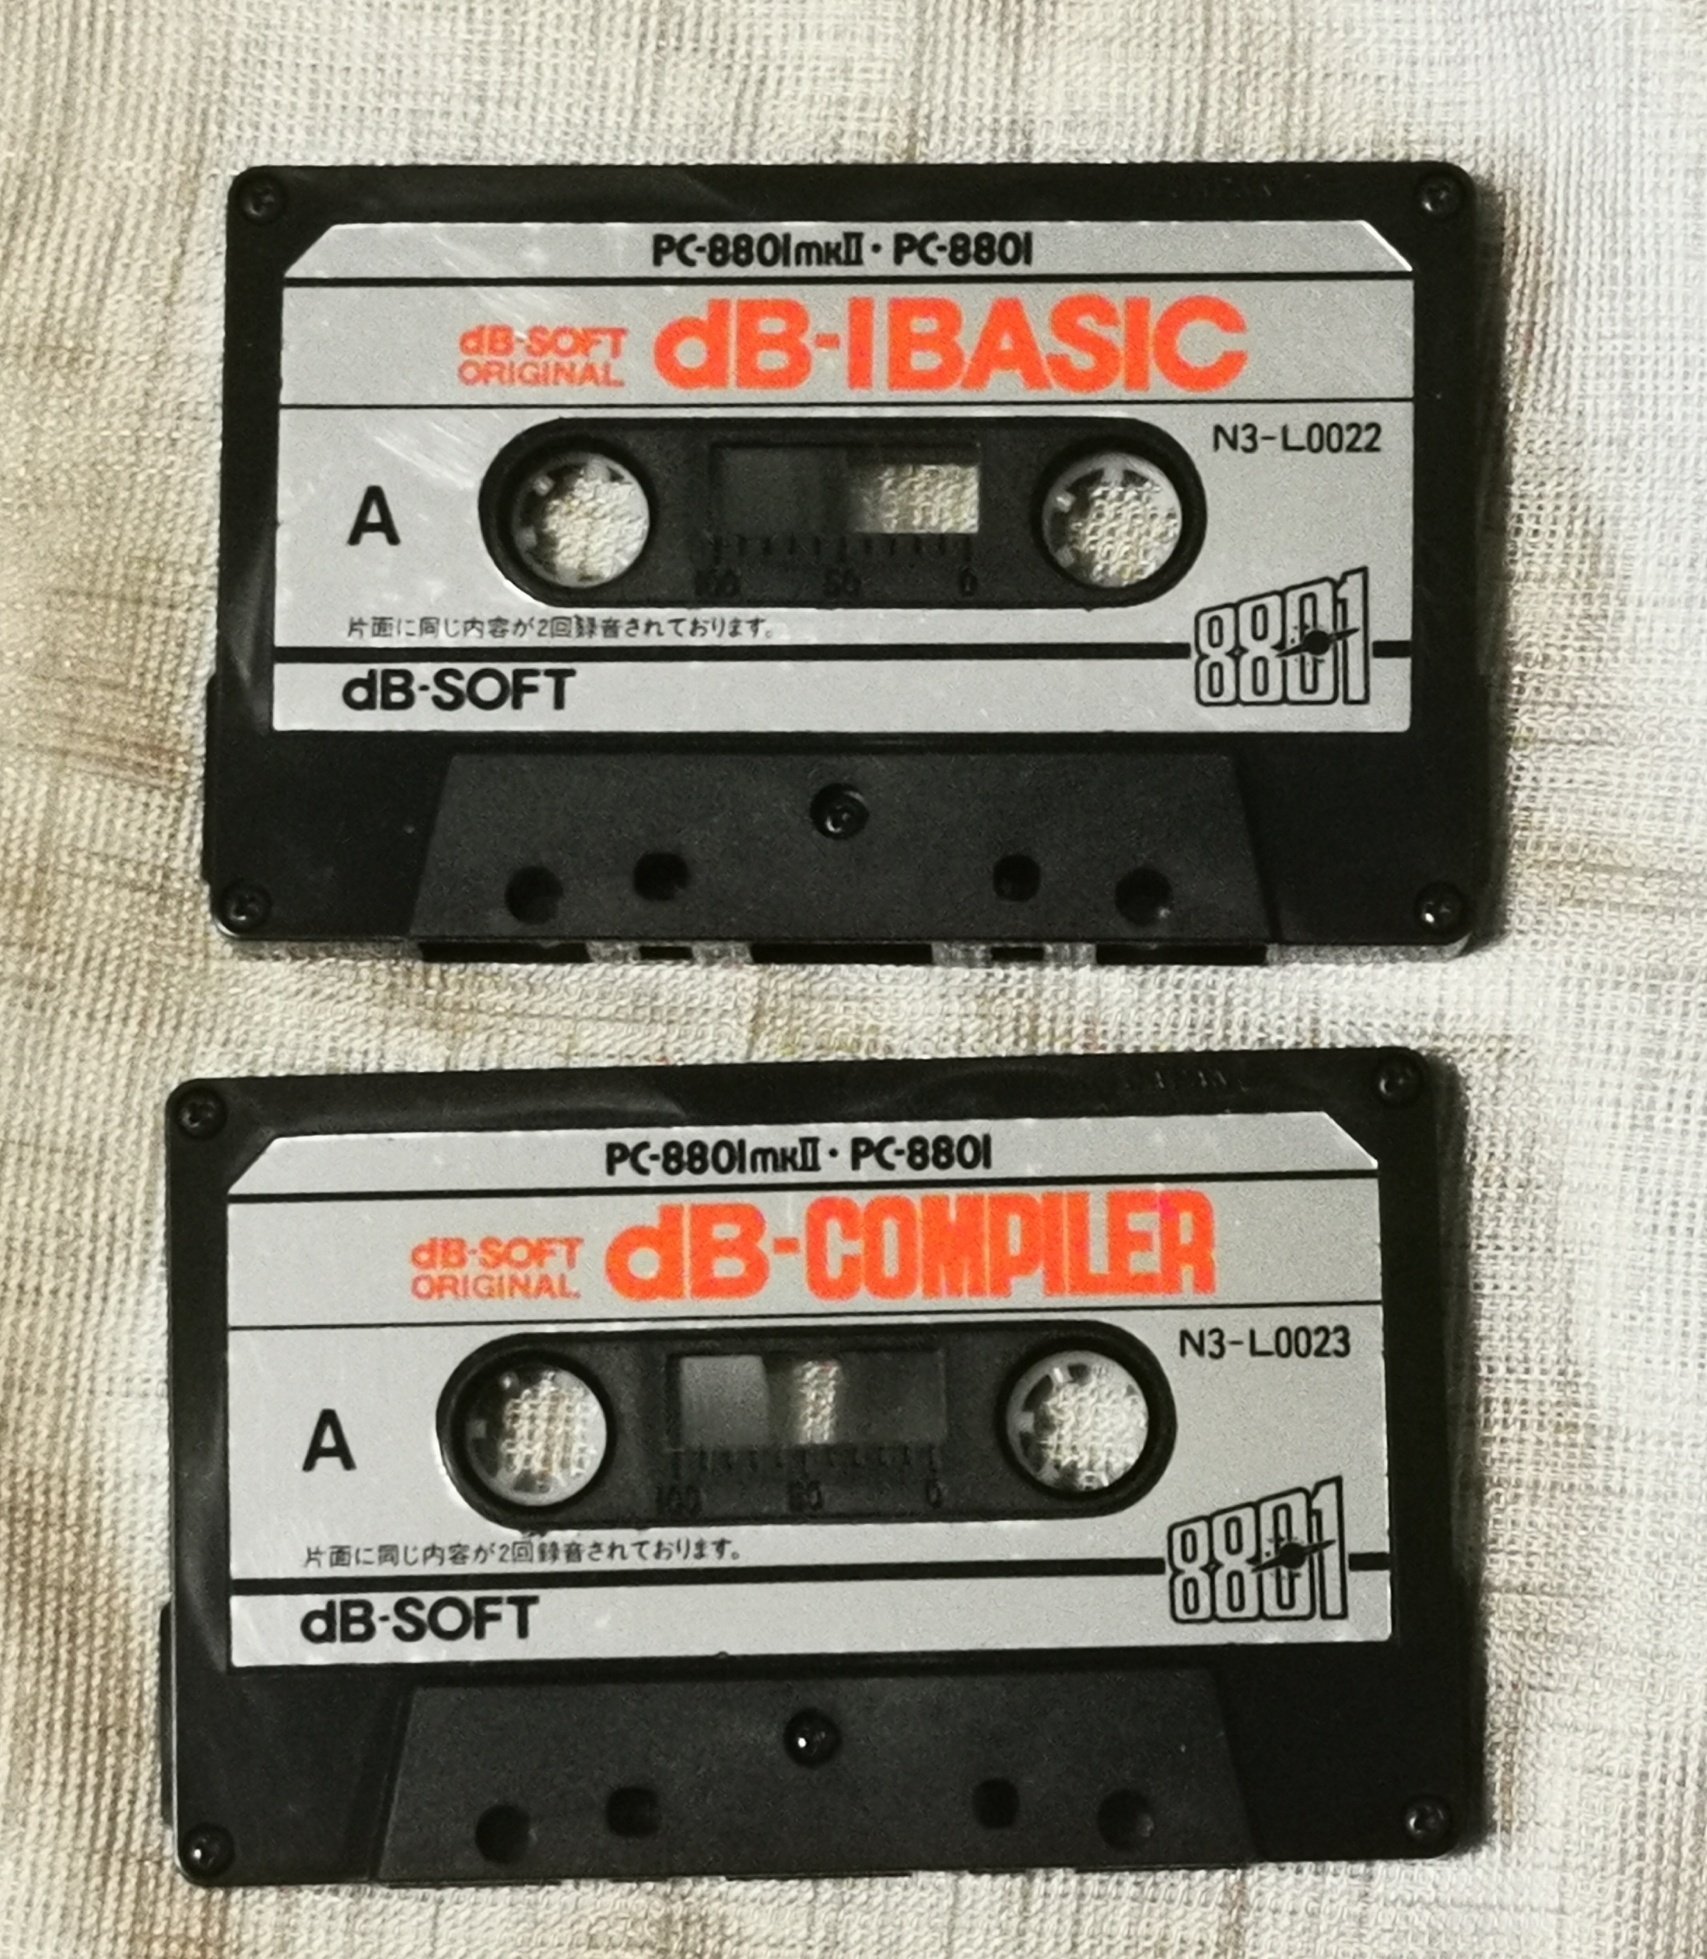 PC-8801mkII・PC-8801
dB-SOFT
ORIGINAL
dB-I BASIC
N3-L0022
A
100 50 0
片面に同じ内容が2回録音されております。
8801
dB-SOFT
PC-8801mkII・PC-8801
dB-SOFT
ORIGINAL
dB-COMPILER
N3-L0023
A
100 50 0
片面に同じ内容が2回録音されております。
8801
dB-SOFT